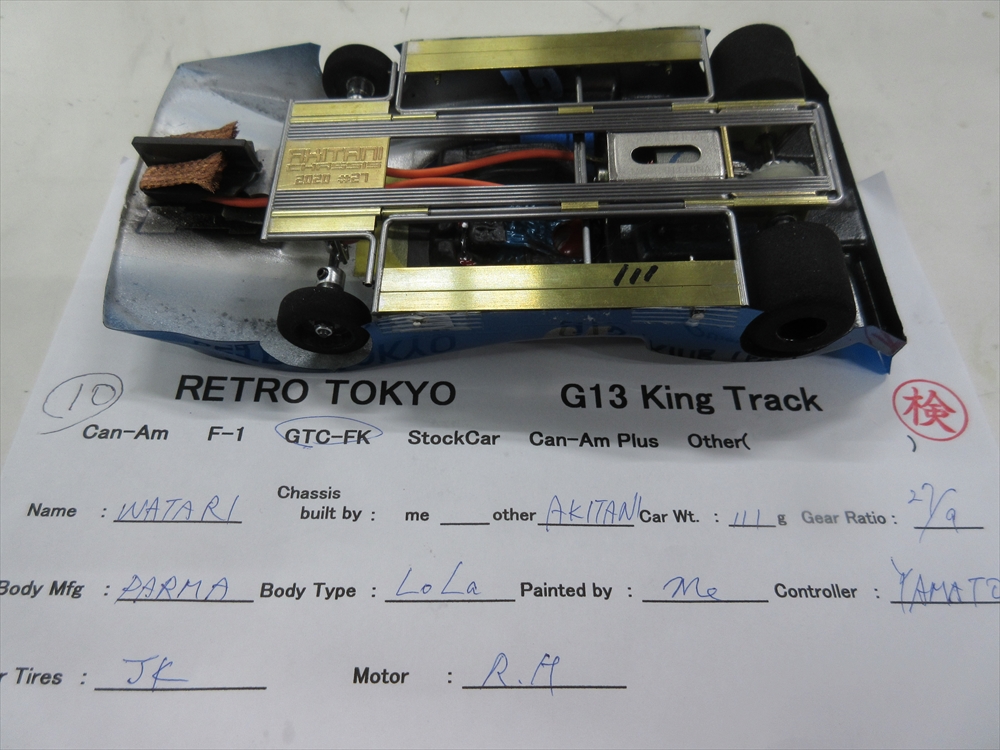 AKITANI
CHASSIS
111
10
RETRO TOKYO G13 King Track
検
Can-Am F-1 GTC-FK StockCar Can-Am Plus Other( )
Name : WATARI Chassis built by : me ___ other AKITANI Car Wt. : 111 g Gear Ratio : 27/9
Body Mfg : PARMA Body Type : LoLa Painted by : Me Controller : YAMATO
r Tires : JK Motor : R.H